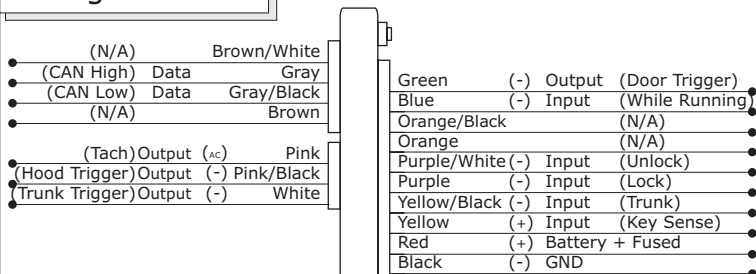 (N/A) Brown/White
(CAN High) Data Gray
(CAN Low) Data Gray/Black
(N/A) Brown
(Tach) Output (AC) Pink
(Hood Trigger) Output (-) Pink/Black
(Trunk Trigger) Output (-) White
Green (-) Output (Door Trigger)
Blue (-) Input (While Running)
Orange/Black (N/A)
Orange (N/A)
Purple/White (-) Input (Unlock)
Purple (-) Input (Lock)
Yellow/Black (-) Input (Trunk)
Yellow (+) Input (Key Sense)
Red (+) Battery + Fused
Black (-) GND